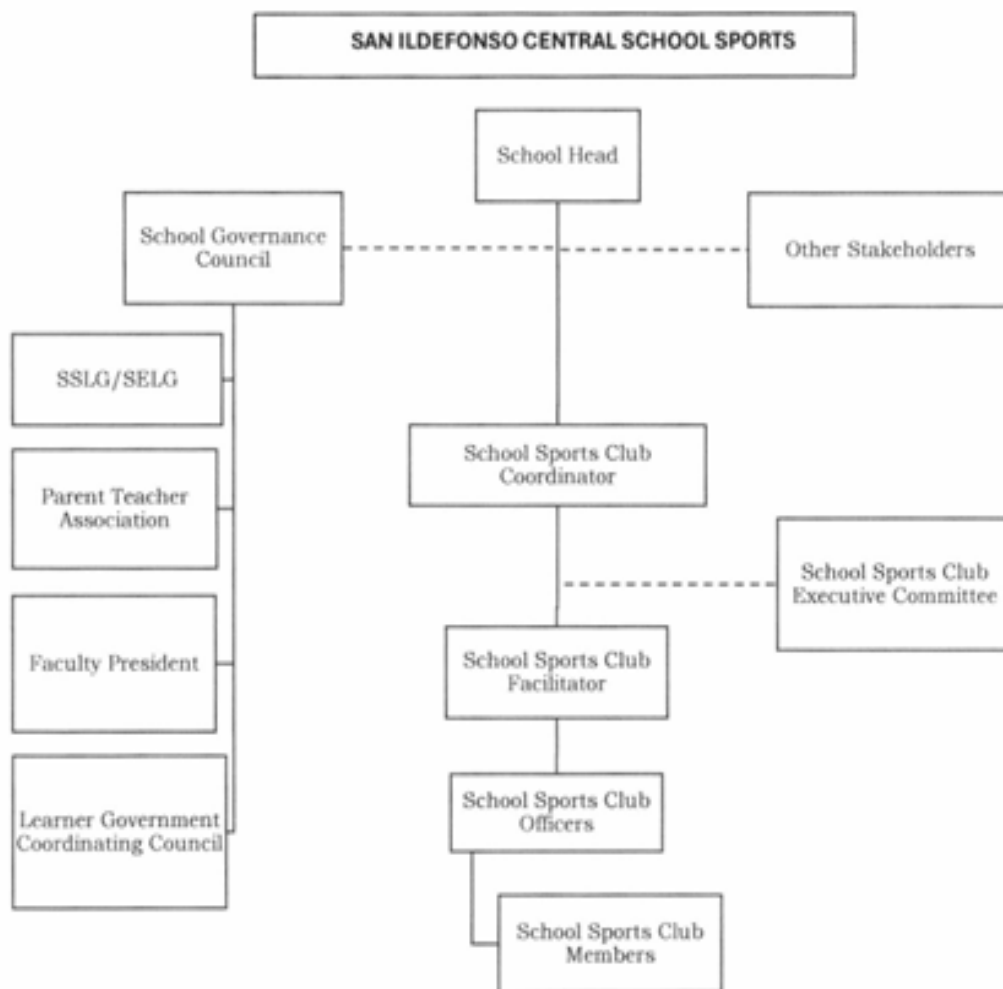 SAN ILDEFONSO CENTRAL SCHOOL SPORTS
School Head
School Governance
Council
Other Stakeholders
SSLG/SELG
School Sports Club
Coordinator
Parent Teacher
Association
School Sports Club
Executive Committee
Faculty President
School Sports Club
Facilitator
Learner Government
Coordinating Council
School Sports Club
Officers
School Sports Club
Members